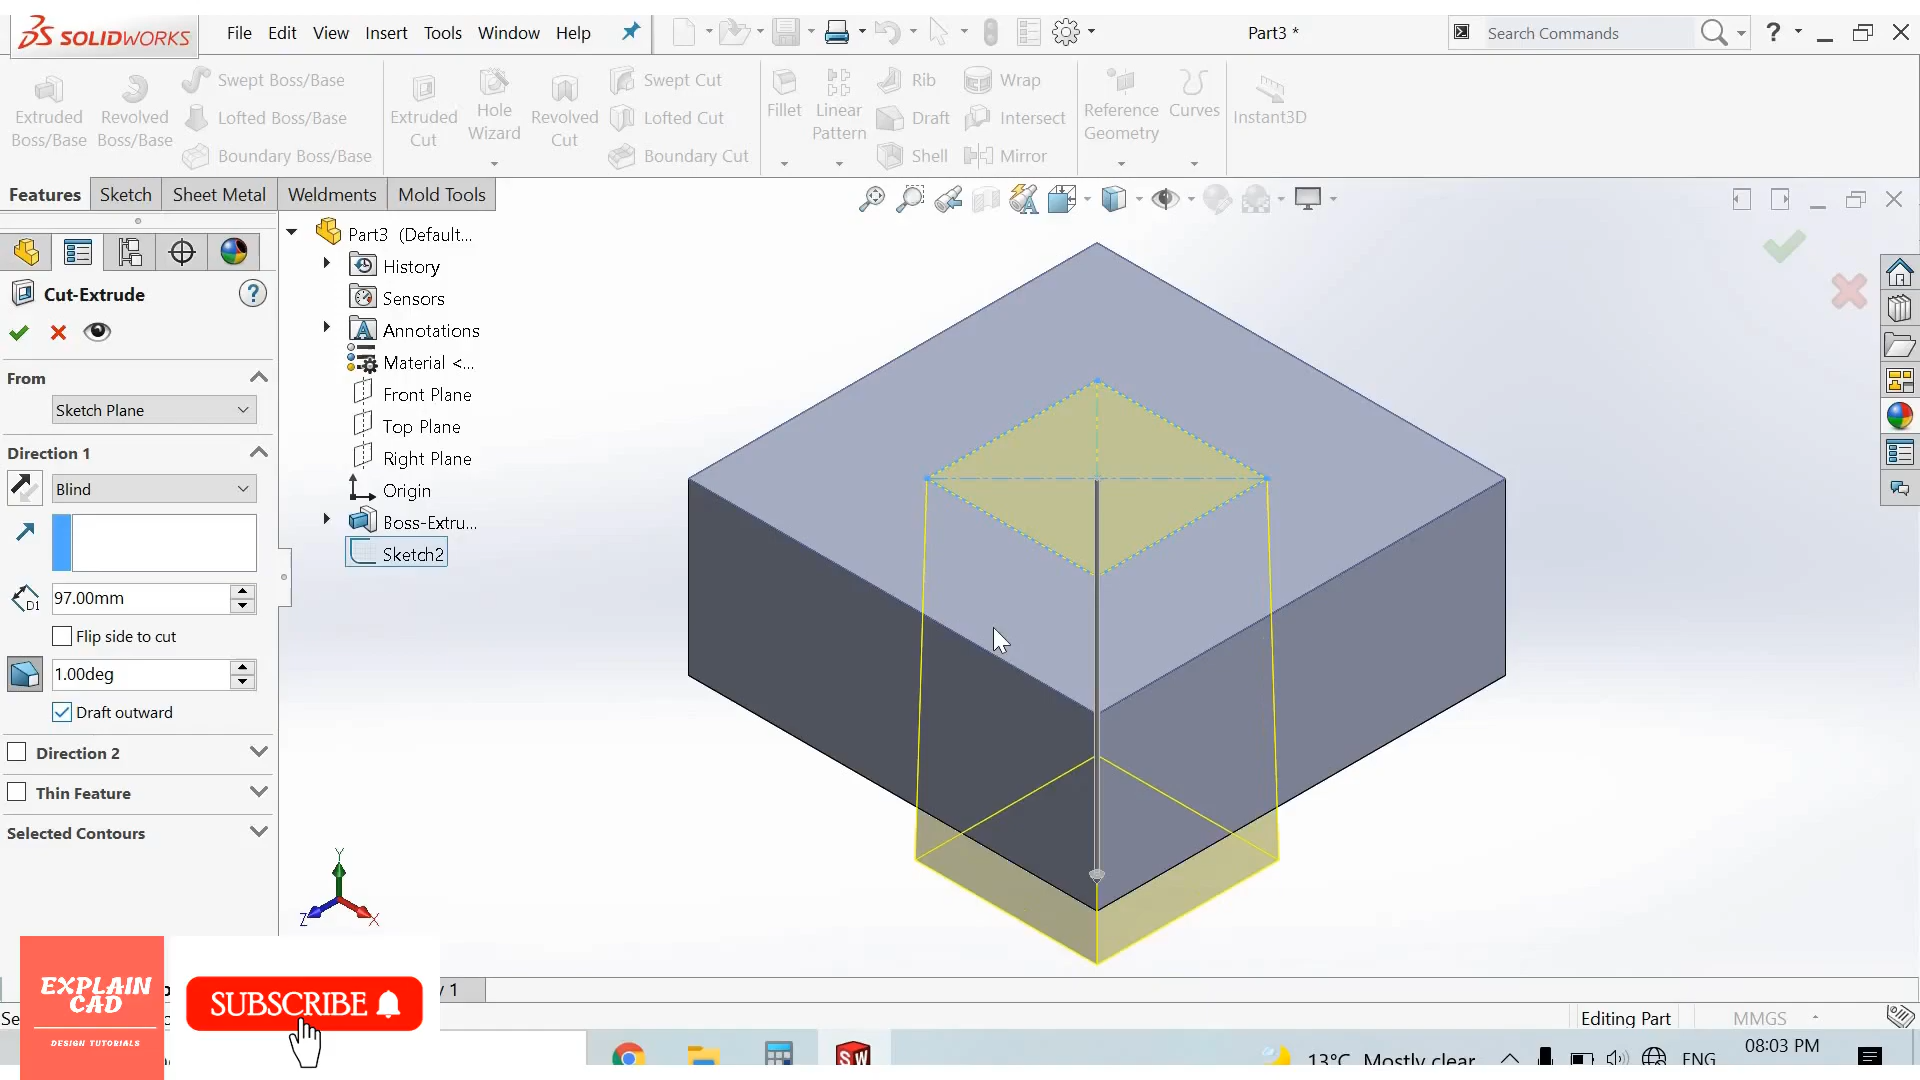 SOLIDWORKS File Edit View Insert Tools Window Help Part3 * Search Commands ?
Extruded Boss/Base
Revolved Boss/Base
Swept Boss/Base
Lofted Boss/Base
Boundary Boss/Base
Extruded Cut
Hole Wizard
Revolved Cut
Swept Cut
Lofted Cut
Boundary Cut
Fillet
Linear Pattern
Rib
Draft
Shell
Wrap
Intersect
Mirror
Reference Geometry
Curves
Instant3D
Features Sketch Sheet Metal Weldments Mold Tools
Cut-Extrude ?
From
Sketch Plane
Direction 1
Blind
D1 97.00mm
Flip side to cut
1.00deg
Draft outward
Direction 2
Thin Feature
Selected Contours
Part3 (Default...
History
Sensors
A Annotations
Material <...
Front Plane
Top Plane
Right Plane
Origin
Boss-Extru...
Sketch2
Y
Z
X
EXPLAIN
CAD
DESIGN TUTORIALS
SUBSCRIBE
y 1
Se
Editing Part MMGS
SW
13°C Mostly clear ENG 08:03 PM